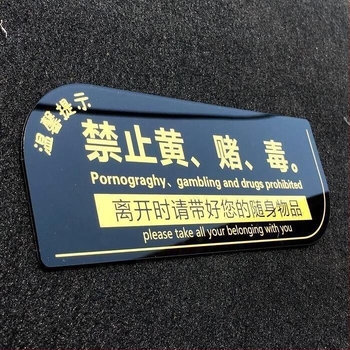 温馨提示
禁止黄、赌、毒。
Pornograghy、gambling and drugs prohibited
离开时请带好您的随身物品
please take all your belonging with you